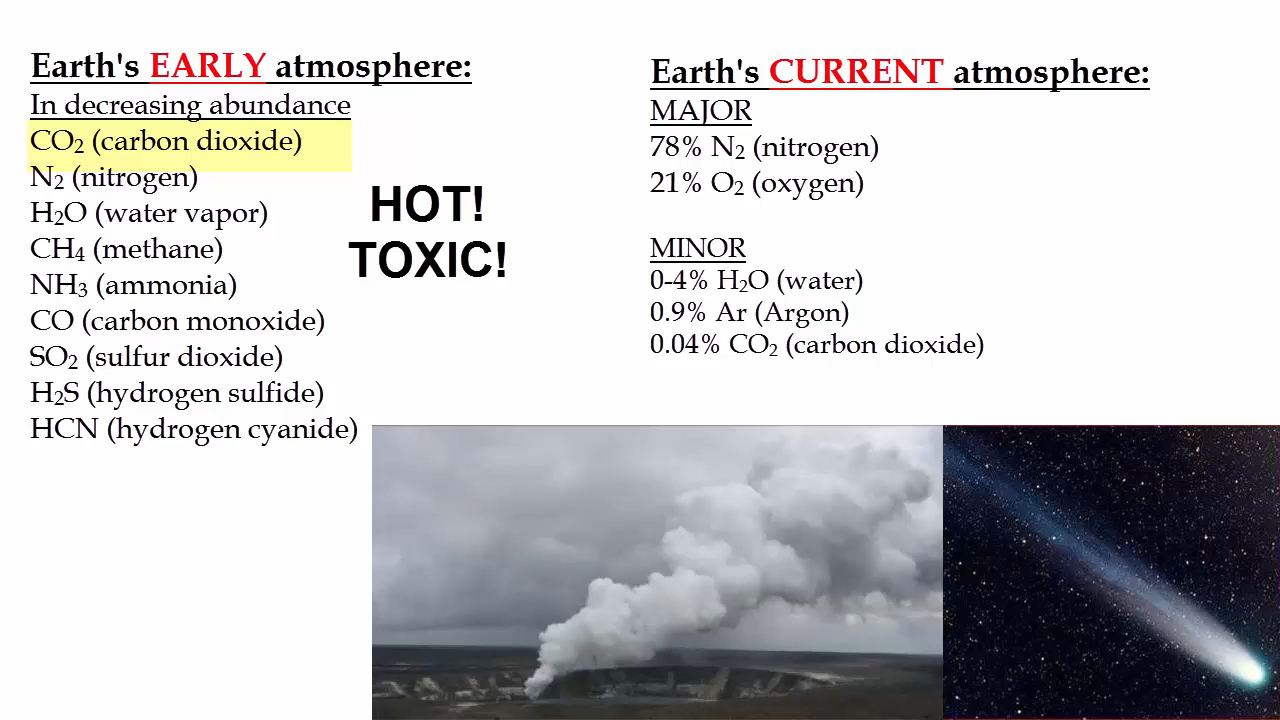 Earth's EARLY atmosphere:
In decreasing abundance
CO₂ (carbon dioxide)
N₂ (nitrogen)
H₂O (water vapor)
CH₄ (methane)
NH₃ (ammonia)
CO (carbon monoxide)
SO₂ (sulfur dioxide)
H₂S (hydrogen sulfide)
HCN (hydrogen cyanide)
HOT!
TOXIC!
Earth's CURRENT atmosphere:
MAJOR
78% N₂ (nitrogen)
21% O₂ (oxygen)
MINOR
0-4% H₂O (water)
0.9% Ar (Argon)
0.04% CO₂ (carbon dioxide)